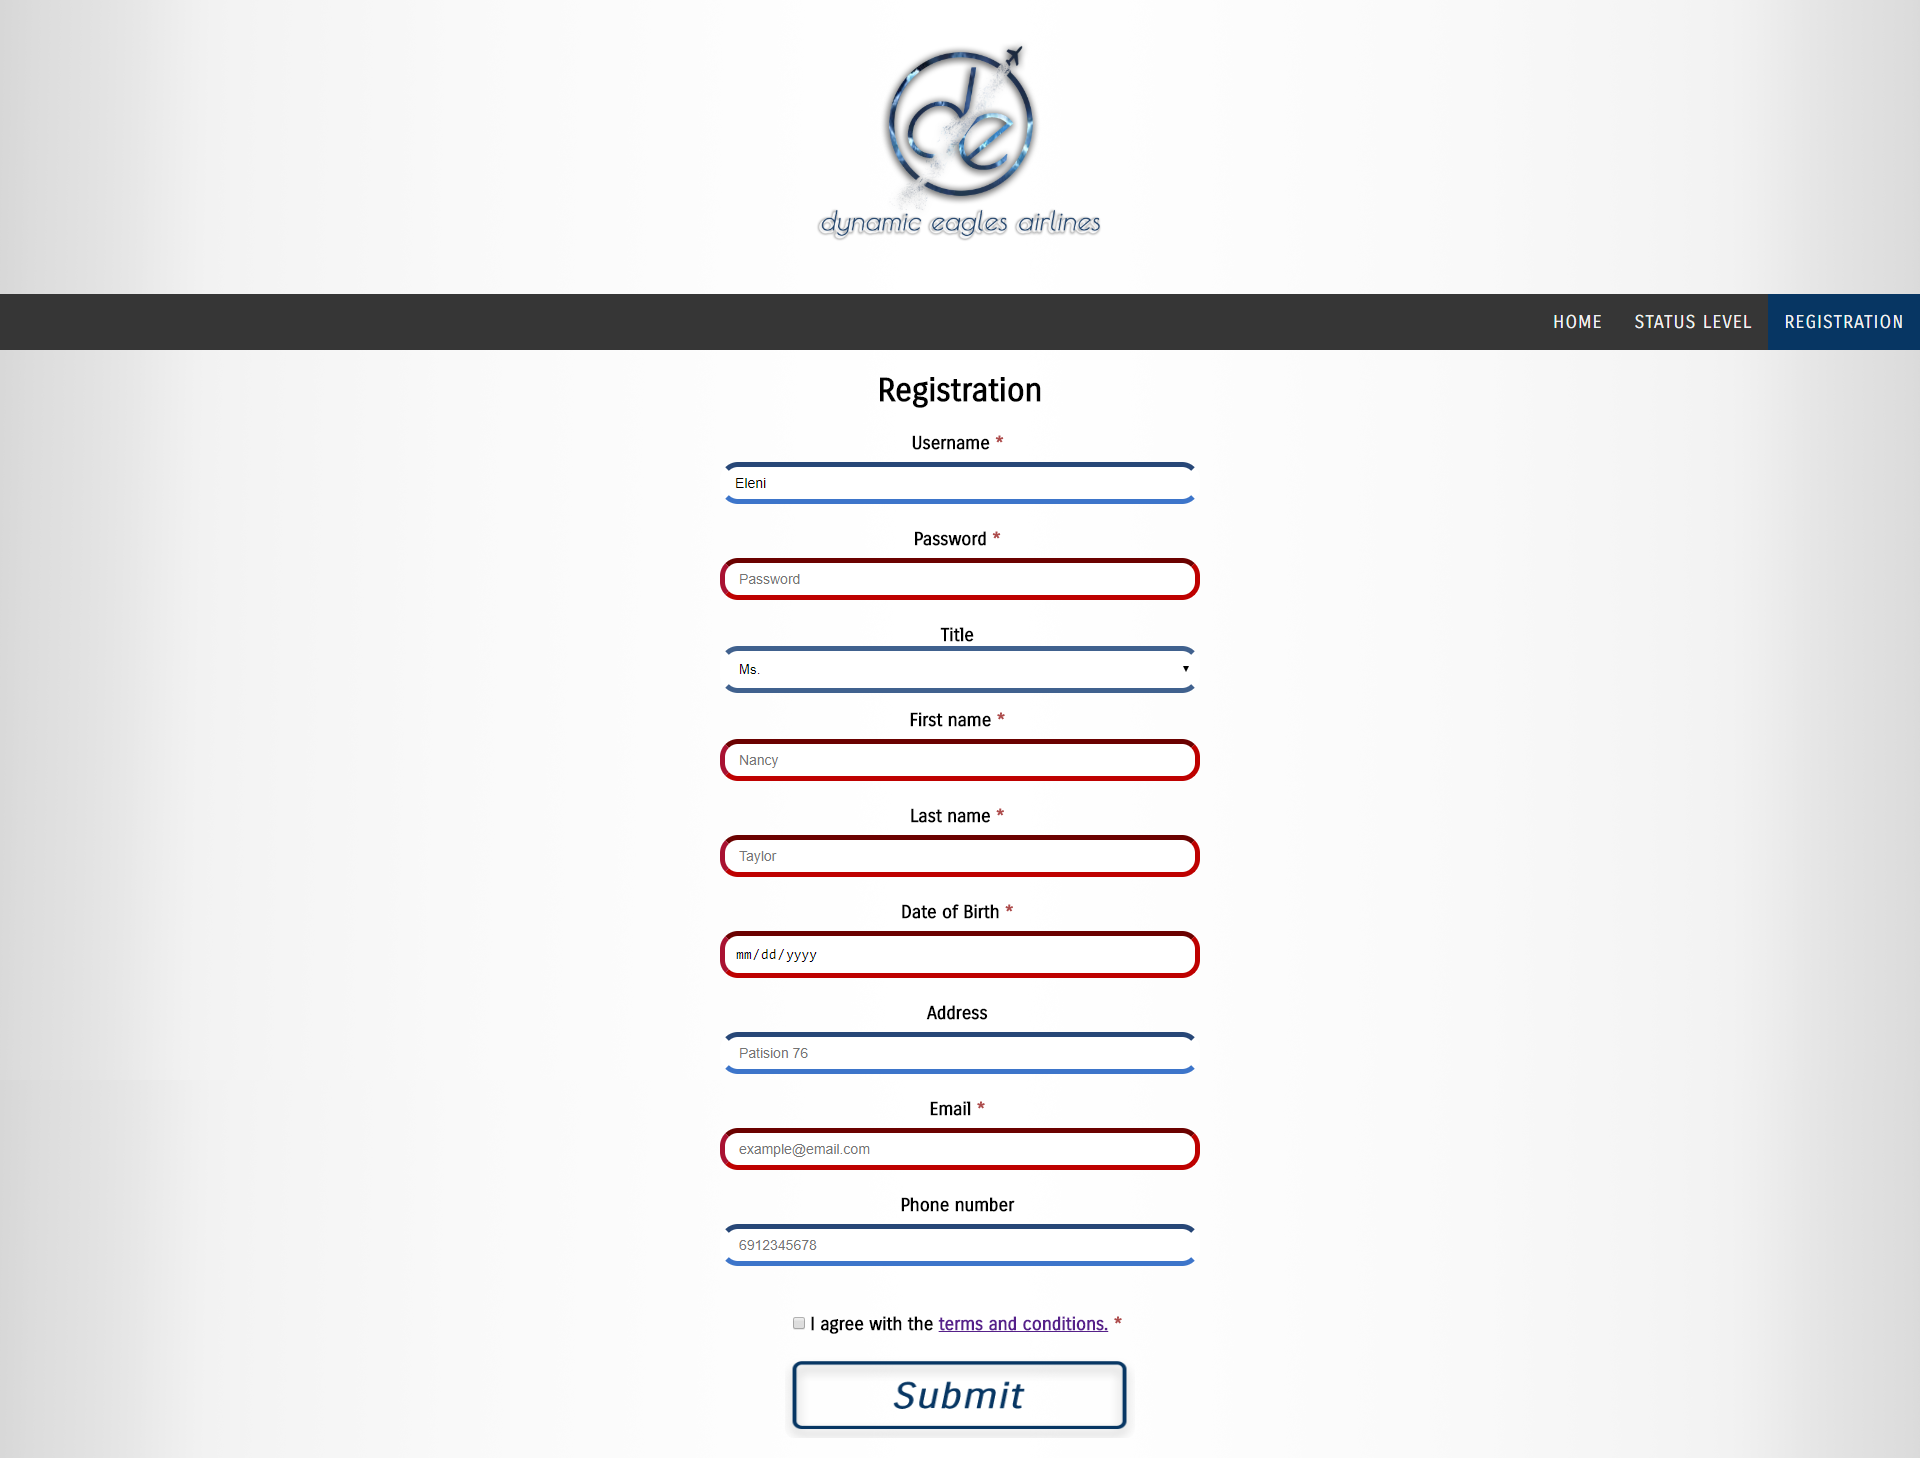 de
dynamic eagles airlines
HOME STATUS LEVEL REGISTRATION
Registration
Username *
Eleni
Password *
Password
Title
Ms.
First name *
Nancy
Last name *
Taylor
Date of Birth *
mm/dd/yyyy
Address
Patision 76
Email *
example@email.com
Phone number
6912345678
I agree with the terms and conditions. *
Submit